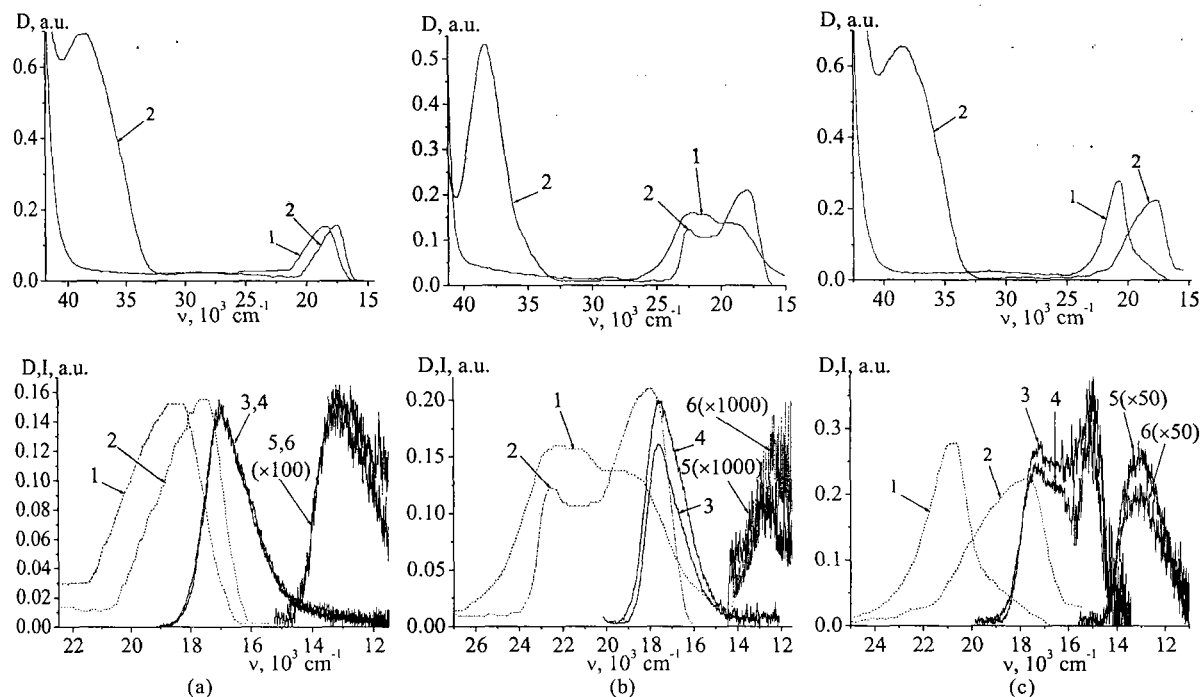 D, a.u.
0.6
0.4
0.2
0.0
2
1
2
40 35 30 25 20 15
ν, 10³ cm⁻¹
D, a.u.
0.5
0.4
0.3
0.2
0.1
0.0
2
2
1
40 35 30 25 20 15
ν, 10³ cm⁻¹
D, a.u.
0.6
0.4
0.2
0.0
2
1
2
40 35 30 25 20 15
ν, 10³ cm⁻¹
D,I, a.u.
0.16
0.14
0.12
0.10
0.08
0.06
0.04
0.02
0.00
1
2
3,4
5,6
(×100)
22 20 18 16 14 12
ν, 10³ cm⁻¹
(a)
D,I, a.u.
0.20
0.15
0.10
0.05
0.00
1
2
6(×1000)
4
5(×1000)
3
26 24 22 20 18 16 14 12
ν, 10³ cm⁻¹
(b)
D,I, a.u.
0.3
0.2
0.1
0.0
1
2
3
4
5(×50)
6(×50)
24 22 20 18 16 14 12
ν, 10³ cm⁻¹
(c)